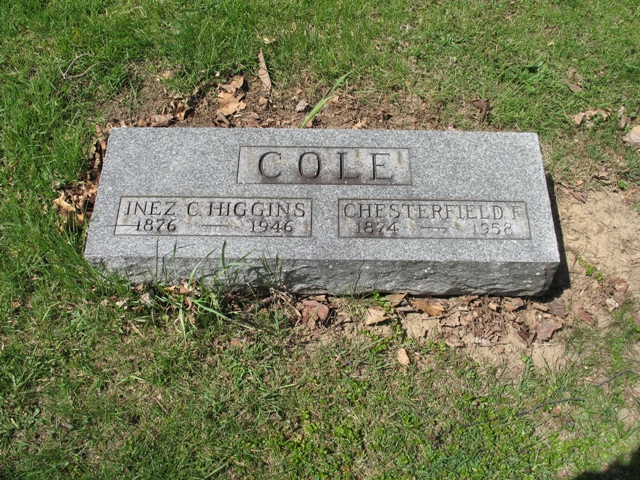 COLE
INEZ C. HIGGINS
1876 — 1946
CHESTERFIELD F.
1874 — 1958